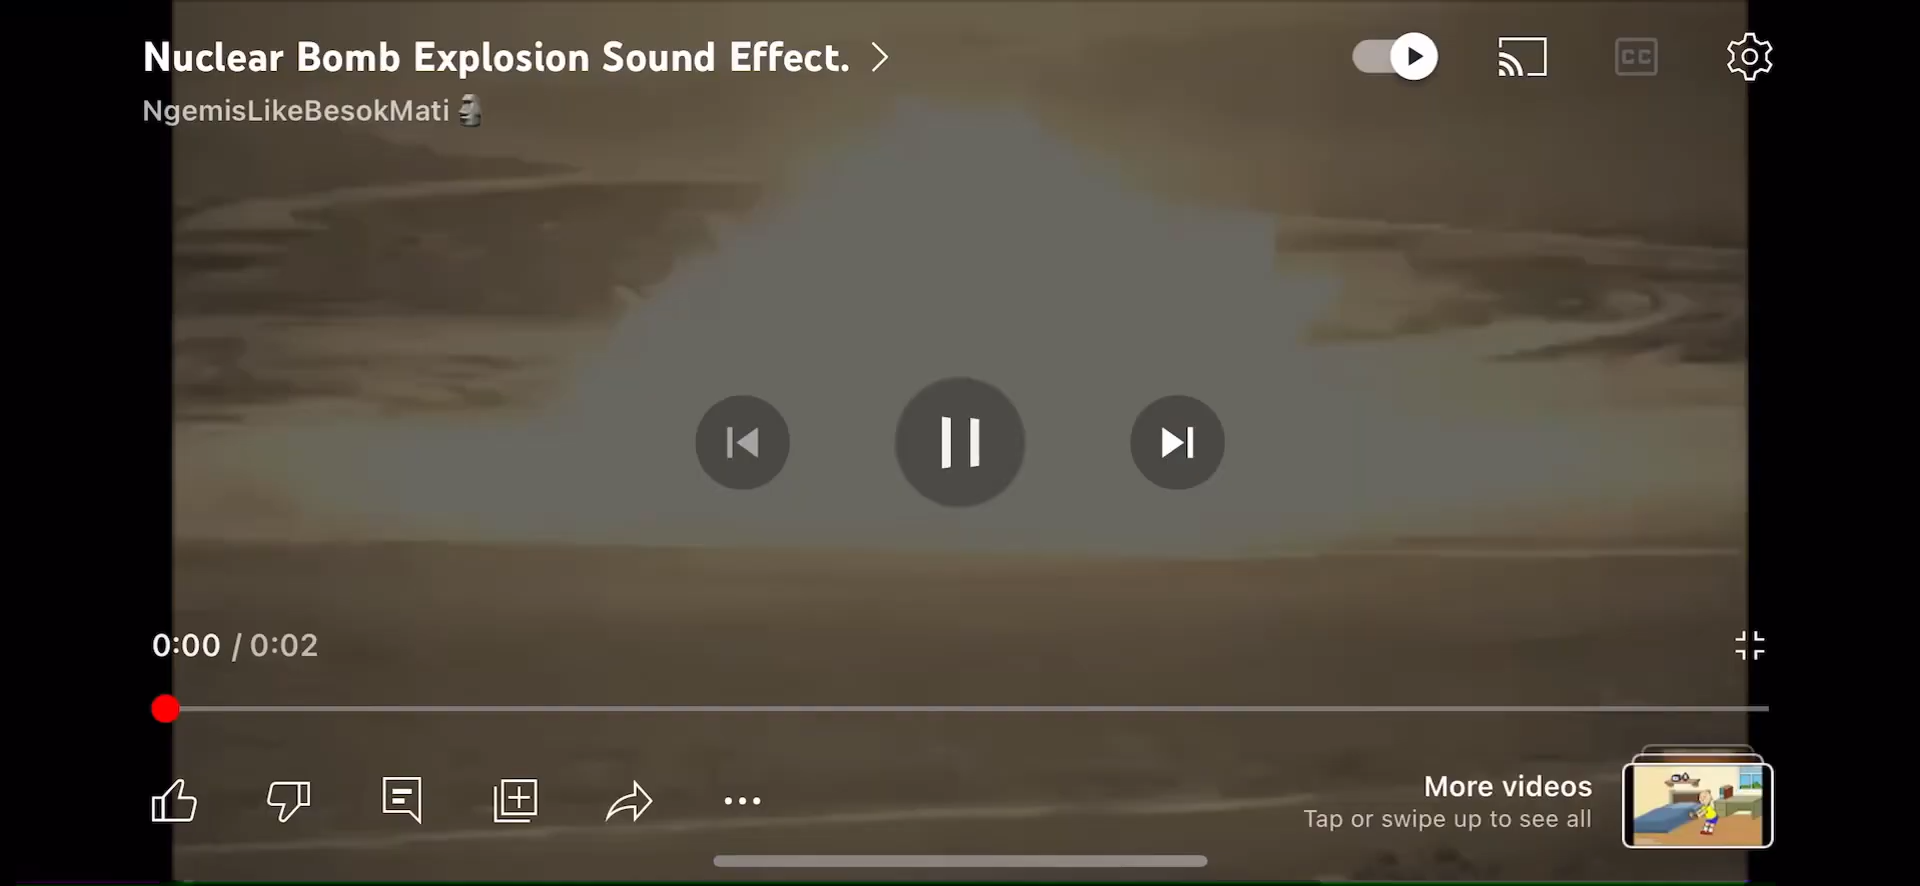 Nuclear Bomb Explosion Sound Effect.
NgemisLikeBesokMati🗿
CC
0:00 / 0:02
More videos
Tap or swipe up to see all